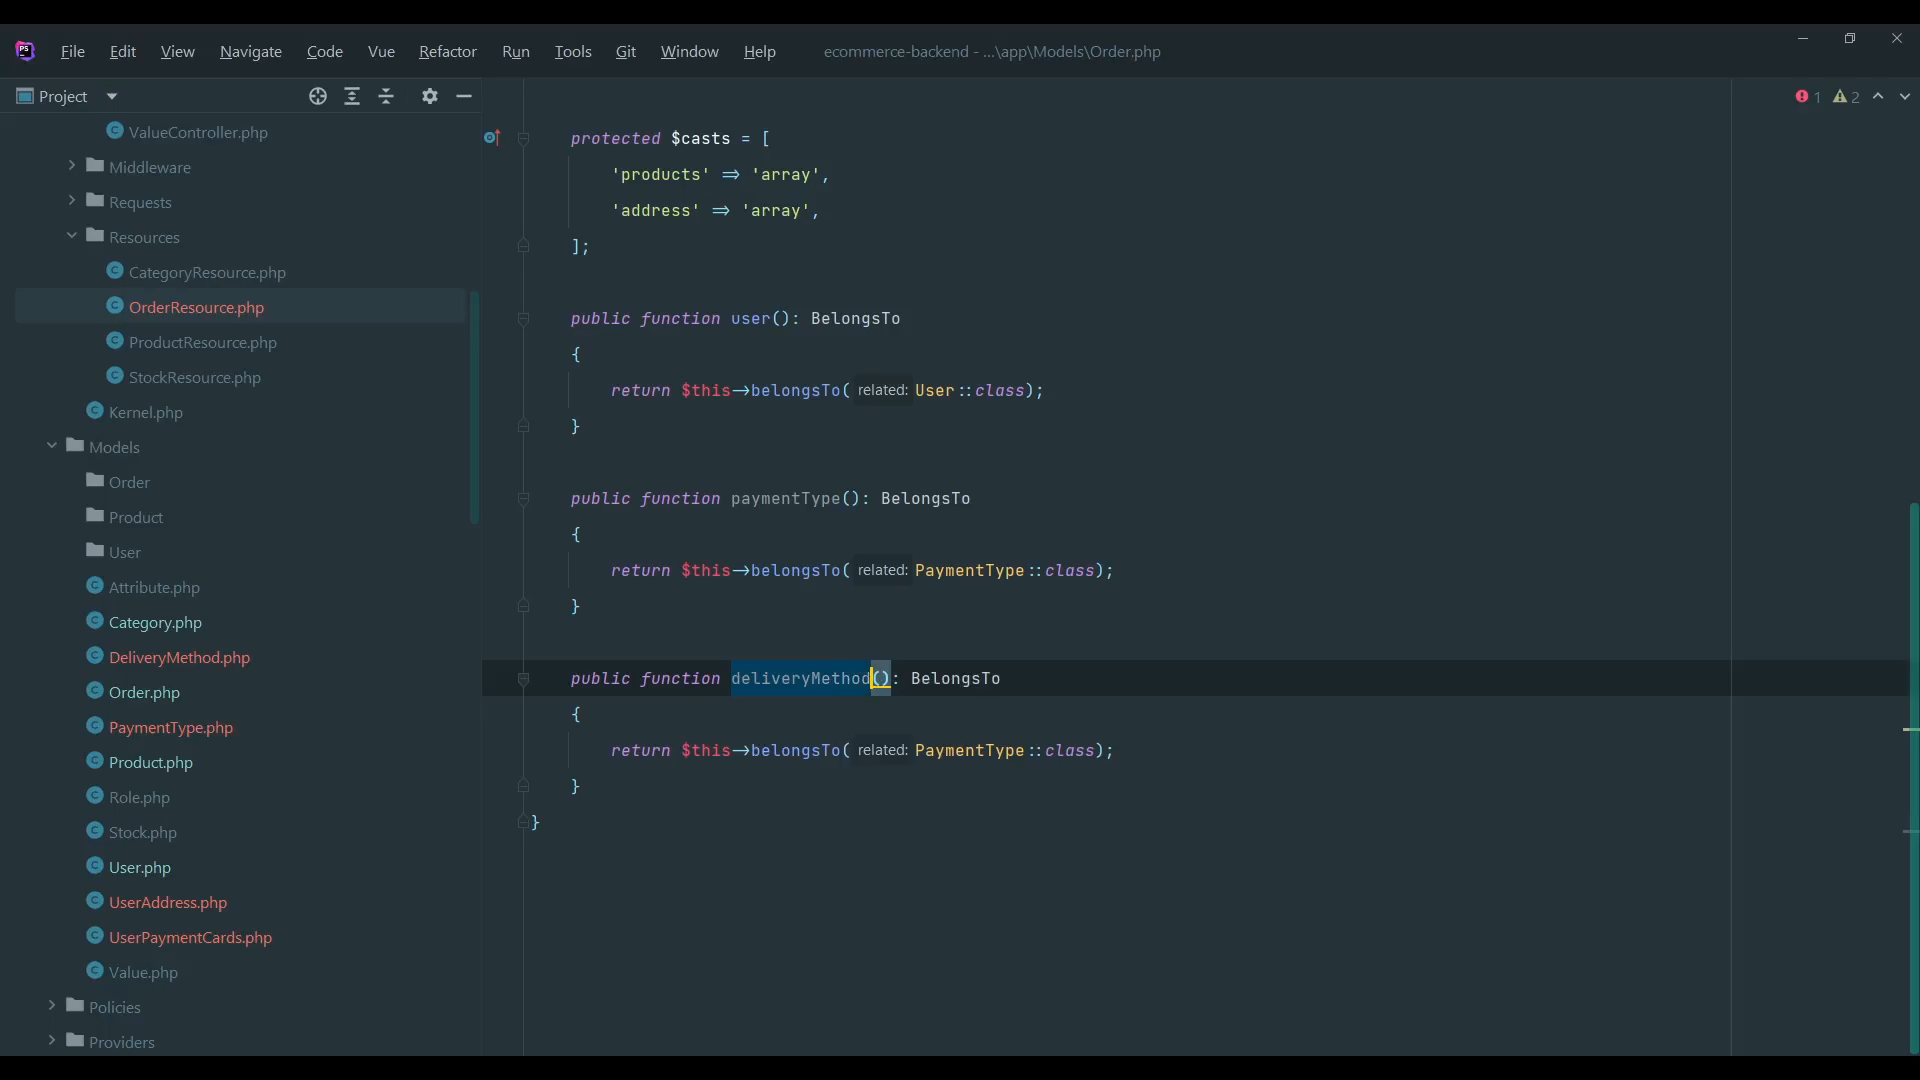 PS
File Edit View Navigate Code Vue Refactor Run Tools Git Window Help ecommerce-backend - ...\app\Models\Order.php
Project
1 2
ValueController.php
Middleware
Requests
Resources
CategoryResource.php
OrderResource.php
ProductResource.php
StockResource.php
Kernel.php
Models
Order
Product
User
Attribute.php
Category.php
DeliveryMethod.php
Order.php
PaymentType.php
Product.php
Role.php
Stock.php
User.php
UserAddress.php
UserPaymentCards.php
Value.php
Policies
Providers
protected $casts = [
'products' => 'array',
'address' => 'array',
];
public function user(): BelongsTo
{
return $this->belongsTo( related: User::class);
}
public function paymentType(): BelongsTo
{
return $this->belongsTo( related: PaymentType::class);
}
public function deliveryMethod(): BelongsTo
{
return $this->belongsTo( related: PaymentType::class);
}
}